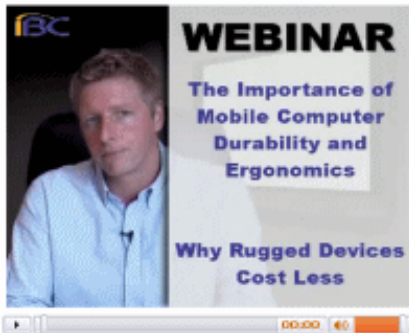 iBC
WEBINAR
The Importance of
Mobile Computer
Durability and
Ergonomics
Why Rugged Devices
Cost Less
00:00